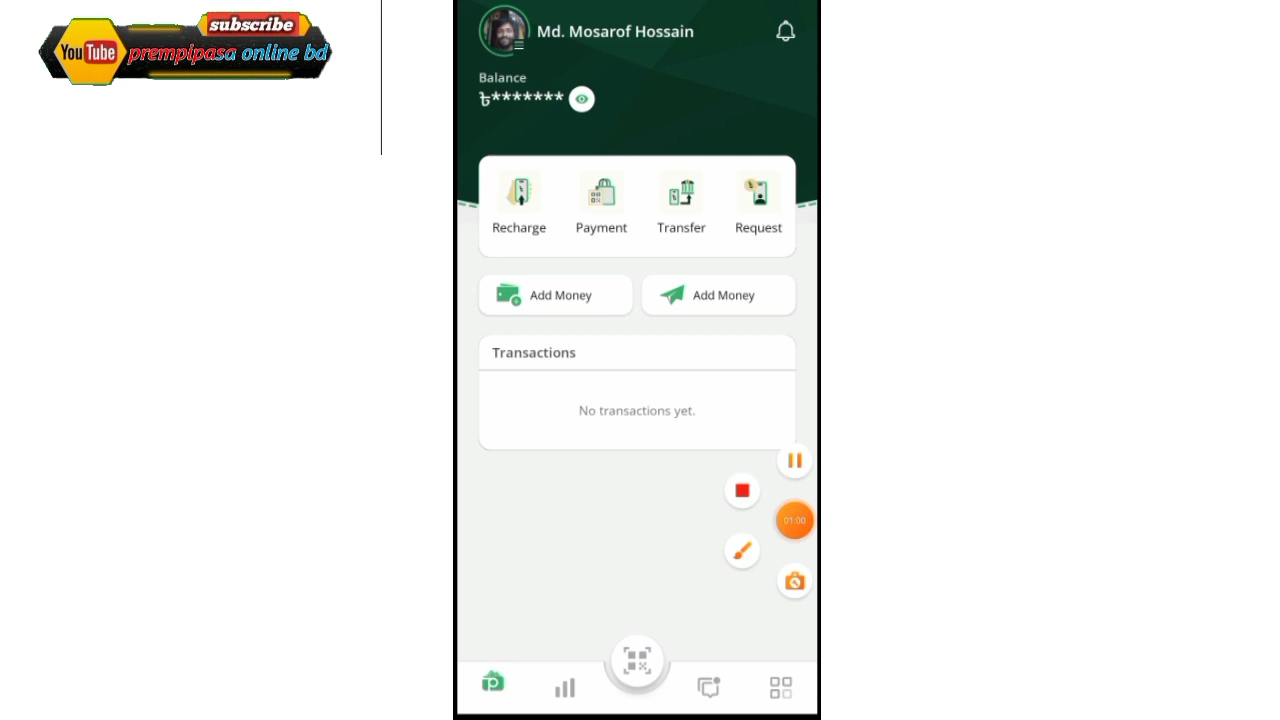 subscribe
YouTube prempipasa online bd
Md. Mosarof Hossain
Balance
৳*******
Recharge Payment Transfer Request
Add Money Add Money
Transactions
No transactions yet.
01:00